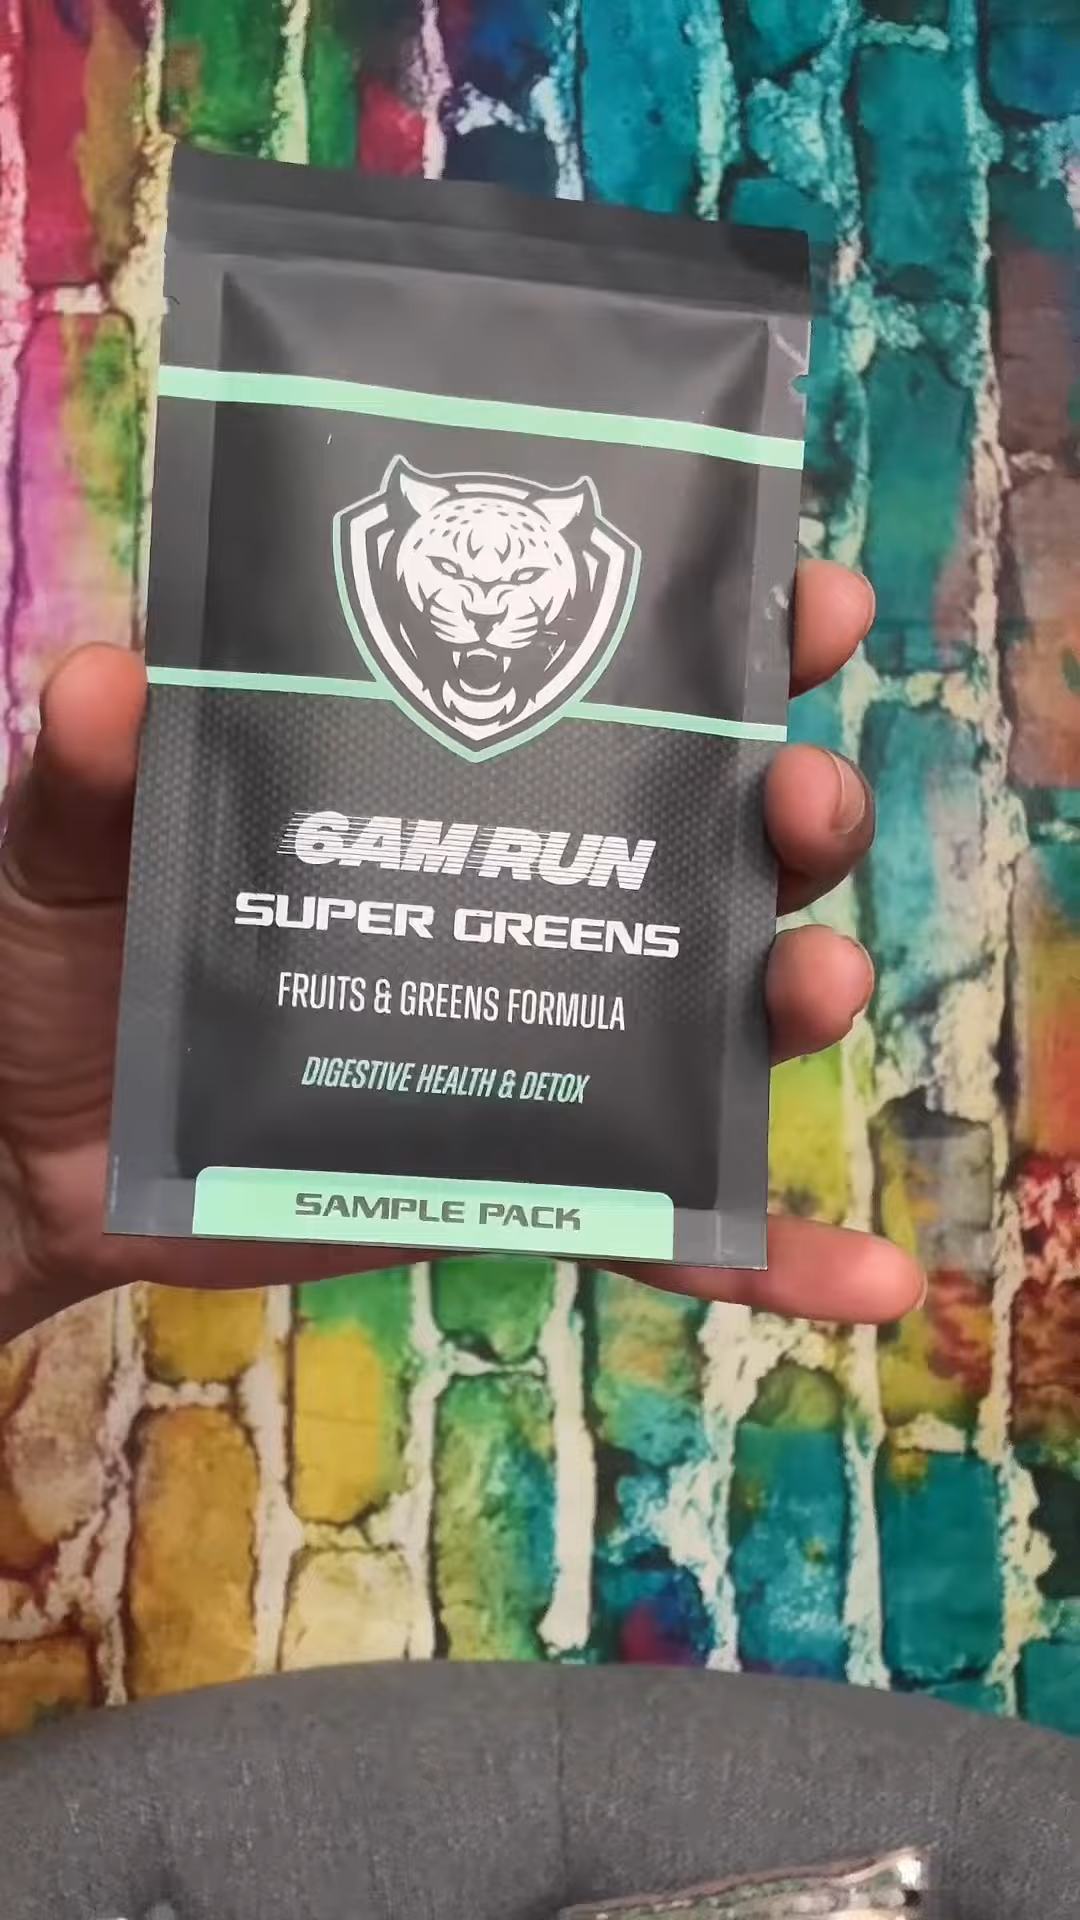 6AM RUN
SUPER GREENS
FRUITS & GREENS FORMULA
DIGESTIVE HEALTH & DETOX
SAMPLE PACK